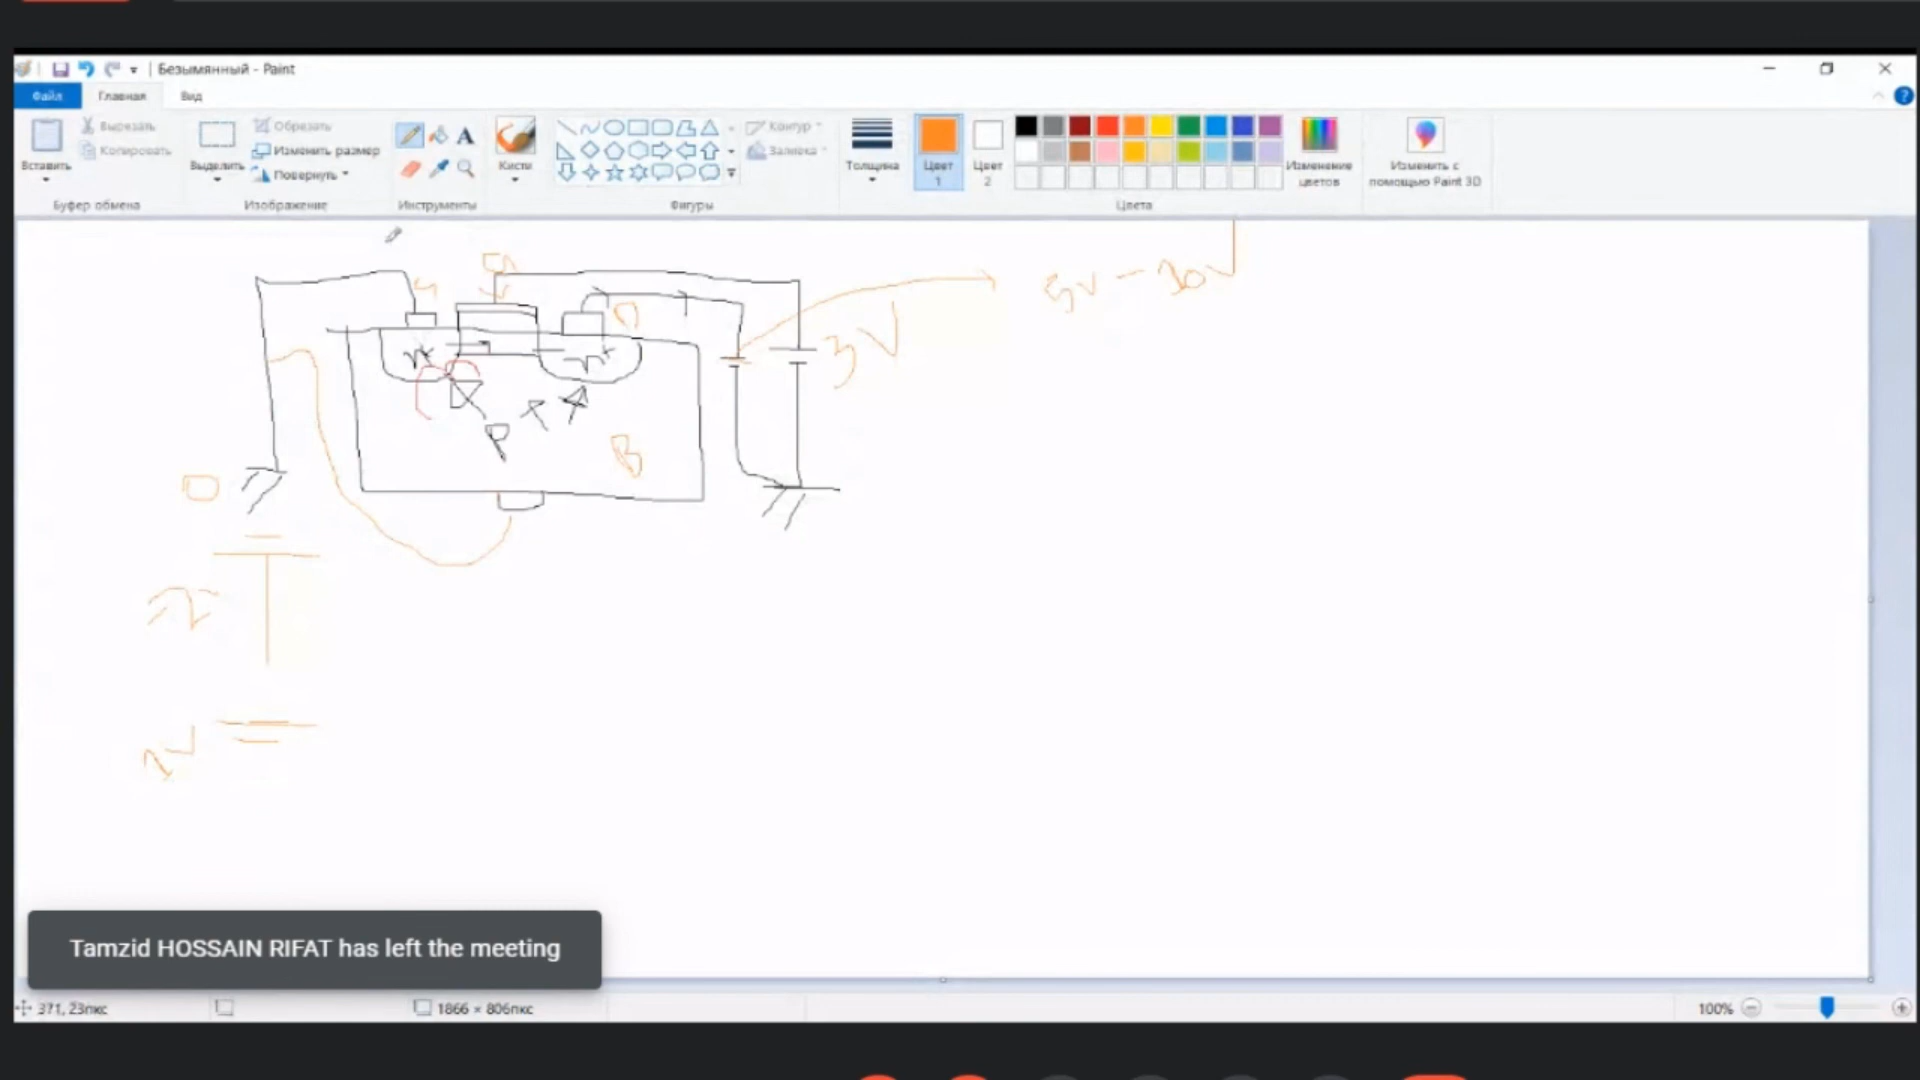 Безымянный - Paint
Файл Главная Вид
Вставить
Вырезать
Копировать
Буфер обмена
Выделить
Обрезать
Изменить размер
Повернуть
Изображение
A
Инструменты
Кисти
Фигуры
Контур
Заливка
Толщина
Цвет
1
Цвет
2
Изменение
цветов
Цвета
Изменить с
помощью Paint 3D
?
5V - 30V
D
3V
P
B
0
Tamzid HOSSAIN RIFAT has left the meeting
371, 23пкс
1866 × 806пкс
100%